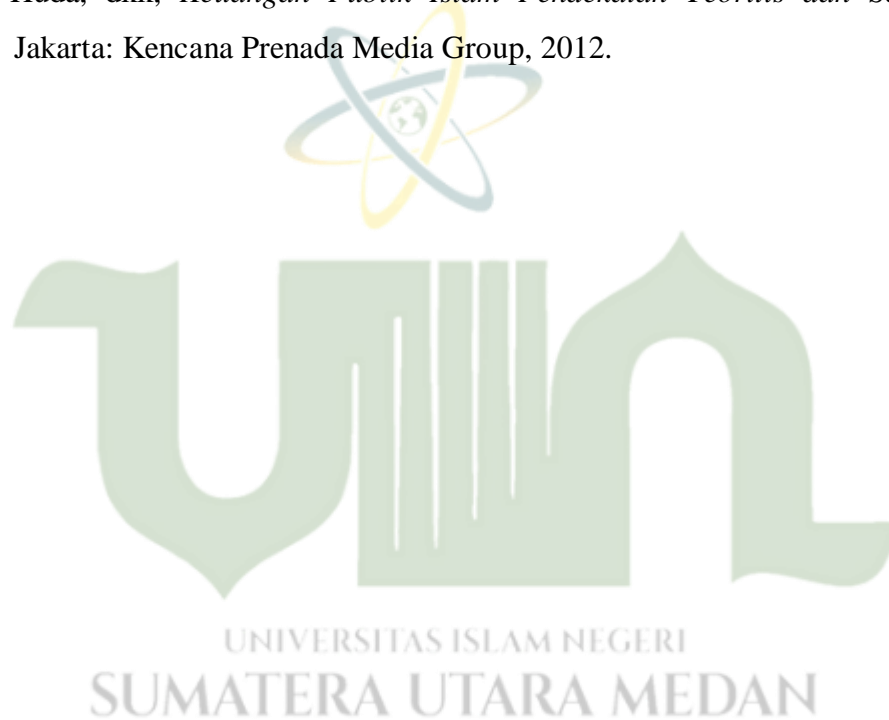 Huda, dkk, Keuangan Publik Islam Pendekatan Teoritis dan
Jakarta: Kencana Prenada Media Group, 2012.
UIN
UNIVERSITAS ISLAM NEGERI
SUMATERA UTARA MEDAN